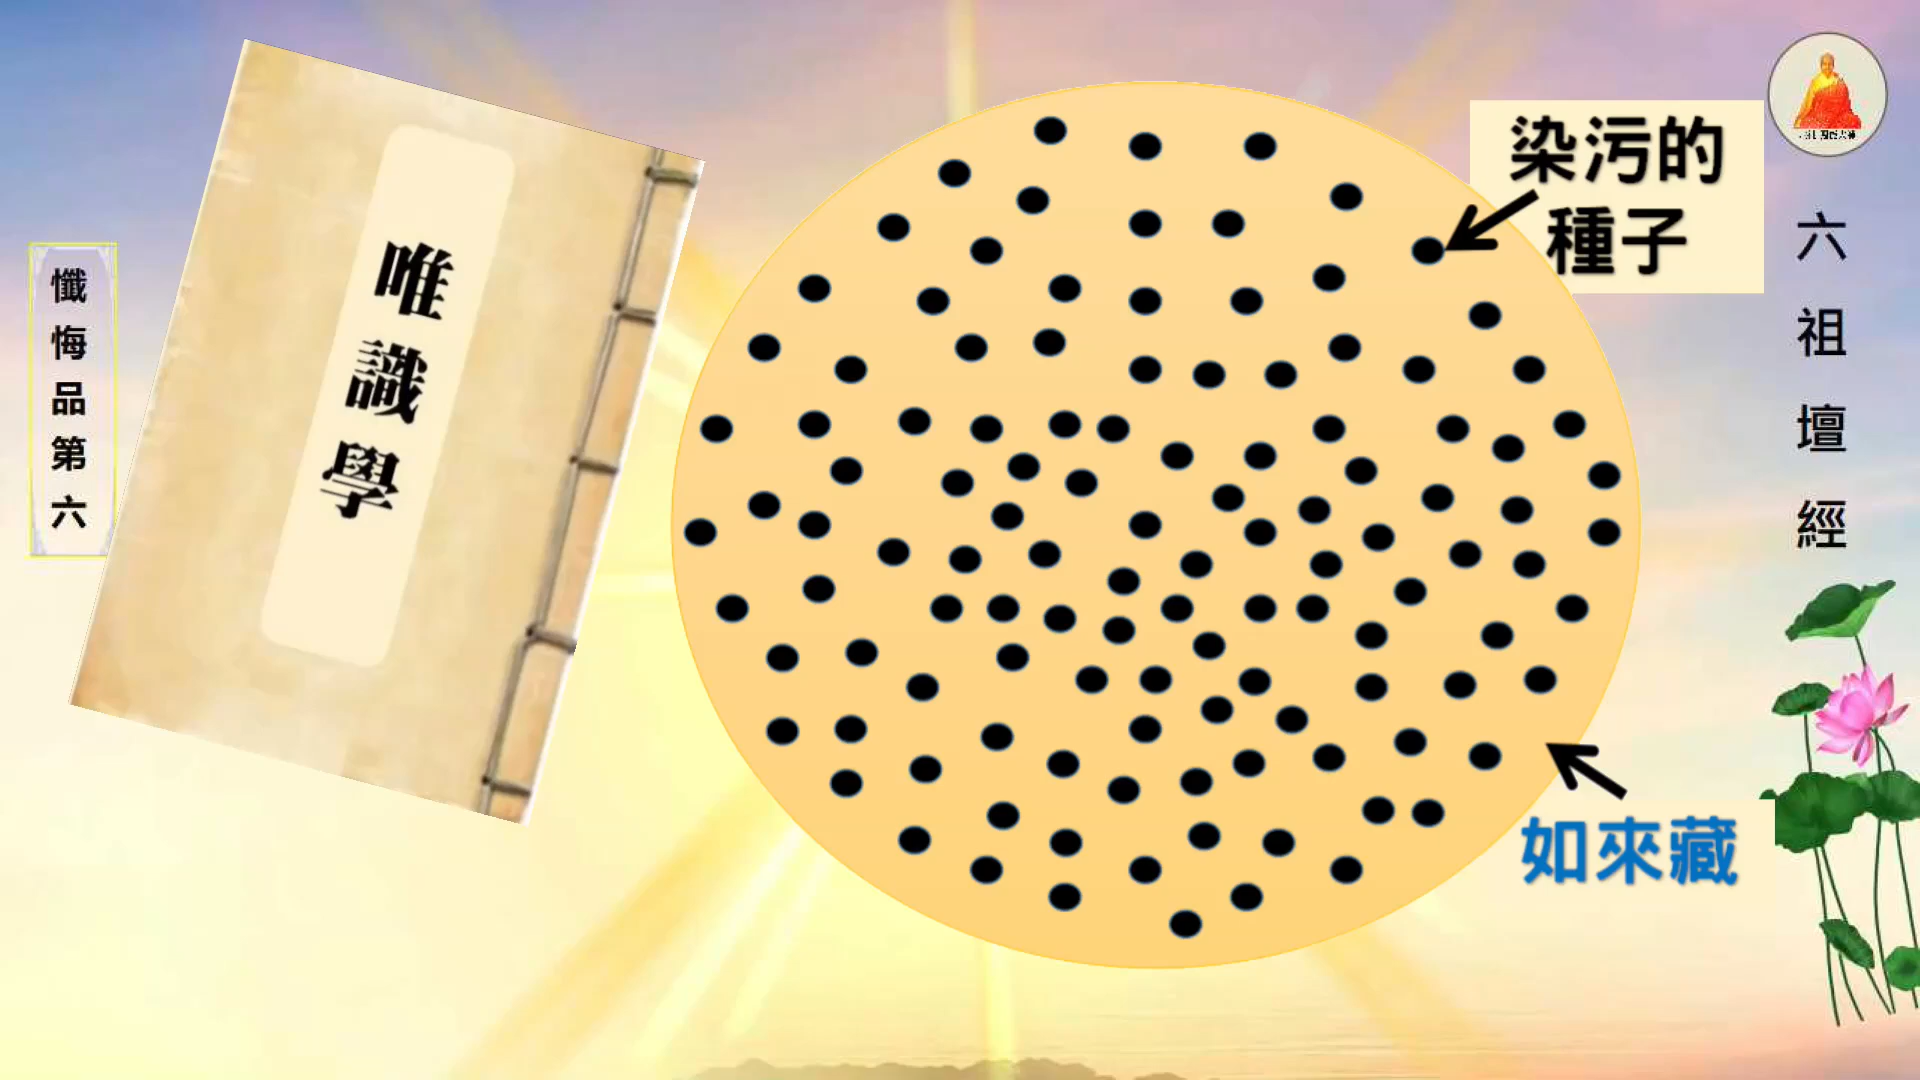 懺悔品第六
唯識學
染污的
種子
如來藏
六祖壇經